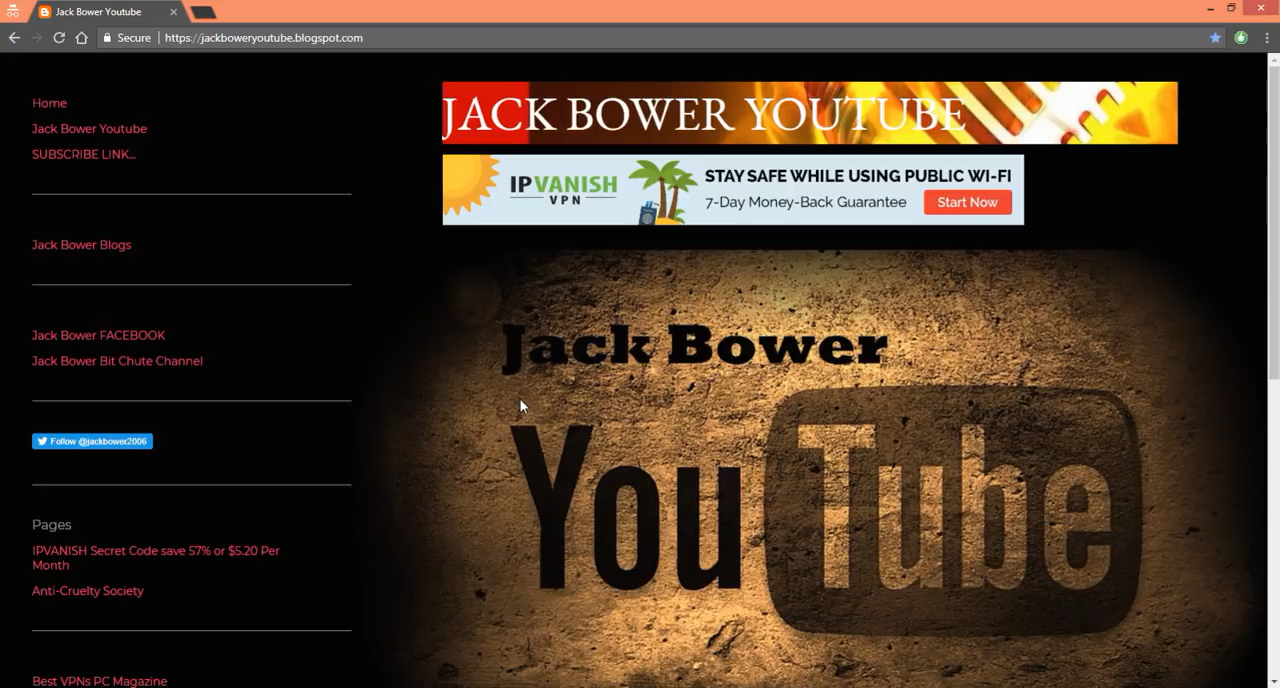 Jack Bower Youtube
Secure
https://jackboweryoutube.blogspot.com
Home
Jack Bower Youtube
SUBSCRIBE LINK...
Jack Bower Blogs
Jack Bower FACEBOOK
Jack Bower Bit Chute Channel
Follow @jackbower2006
Pages
IPVANISH Secret Code save 57% or $5.20 Per
Month
Anti-Cruelty Society
Best VPNs PC Magazine
JACK BOWER YOUTUBE
IPVANISH
VPN
STAY SAFE WHILE USING PUBLIC WI-FI
7-Day Money-Back Guarantee
Start Now
Jack Bower
YouTube